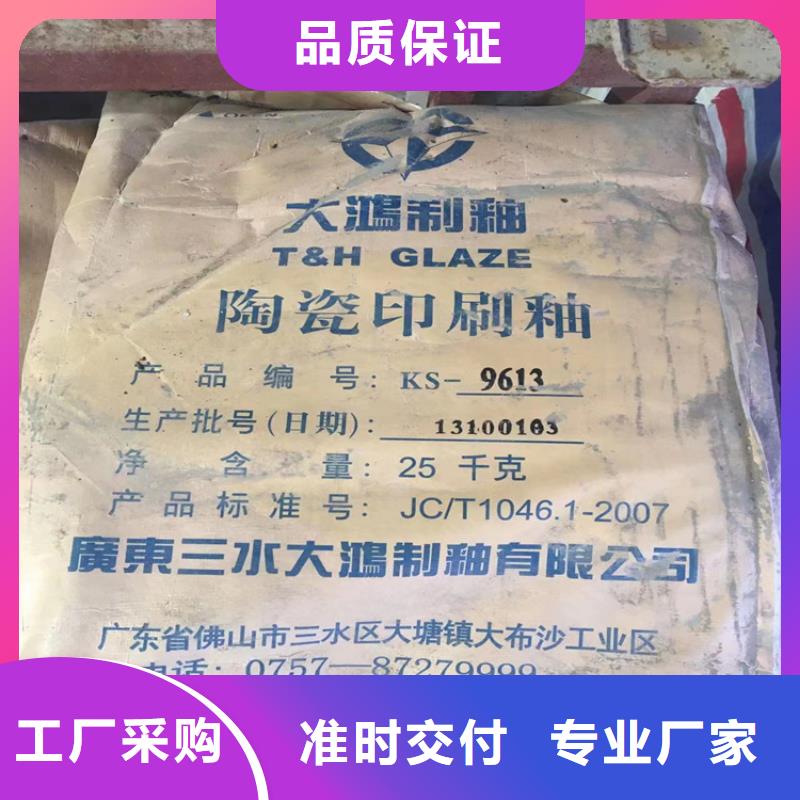 品质保证
大鴻制釉
T&H GLAZE
陶瓷印刷釉
产品编号: KS-9613
生产批号(日期): 13100103
净含量: 25 千克
产品标准号: JC/T1046.1-2007
廣東三水大鴻制釉有限公司
广东省佛山市三水区大塘镇大布沙工业区
电话: 0757—87279999
工厂采购 准时交付 专业厂家